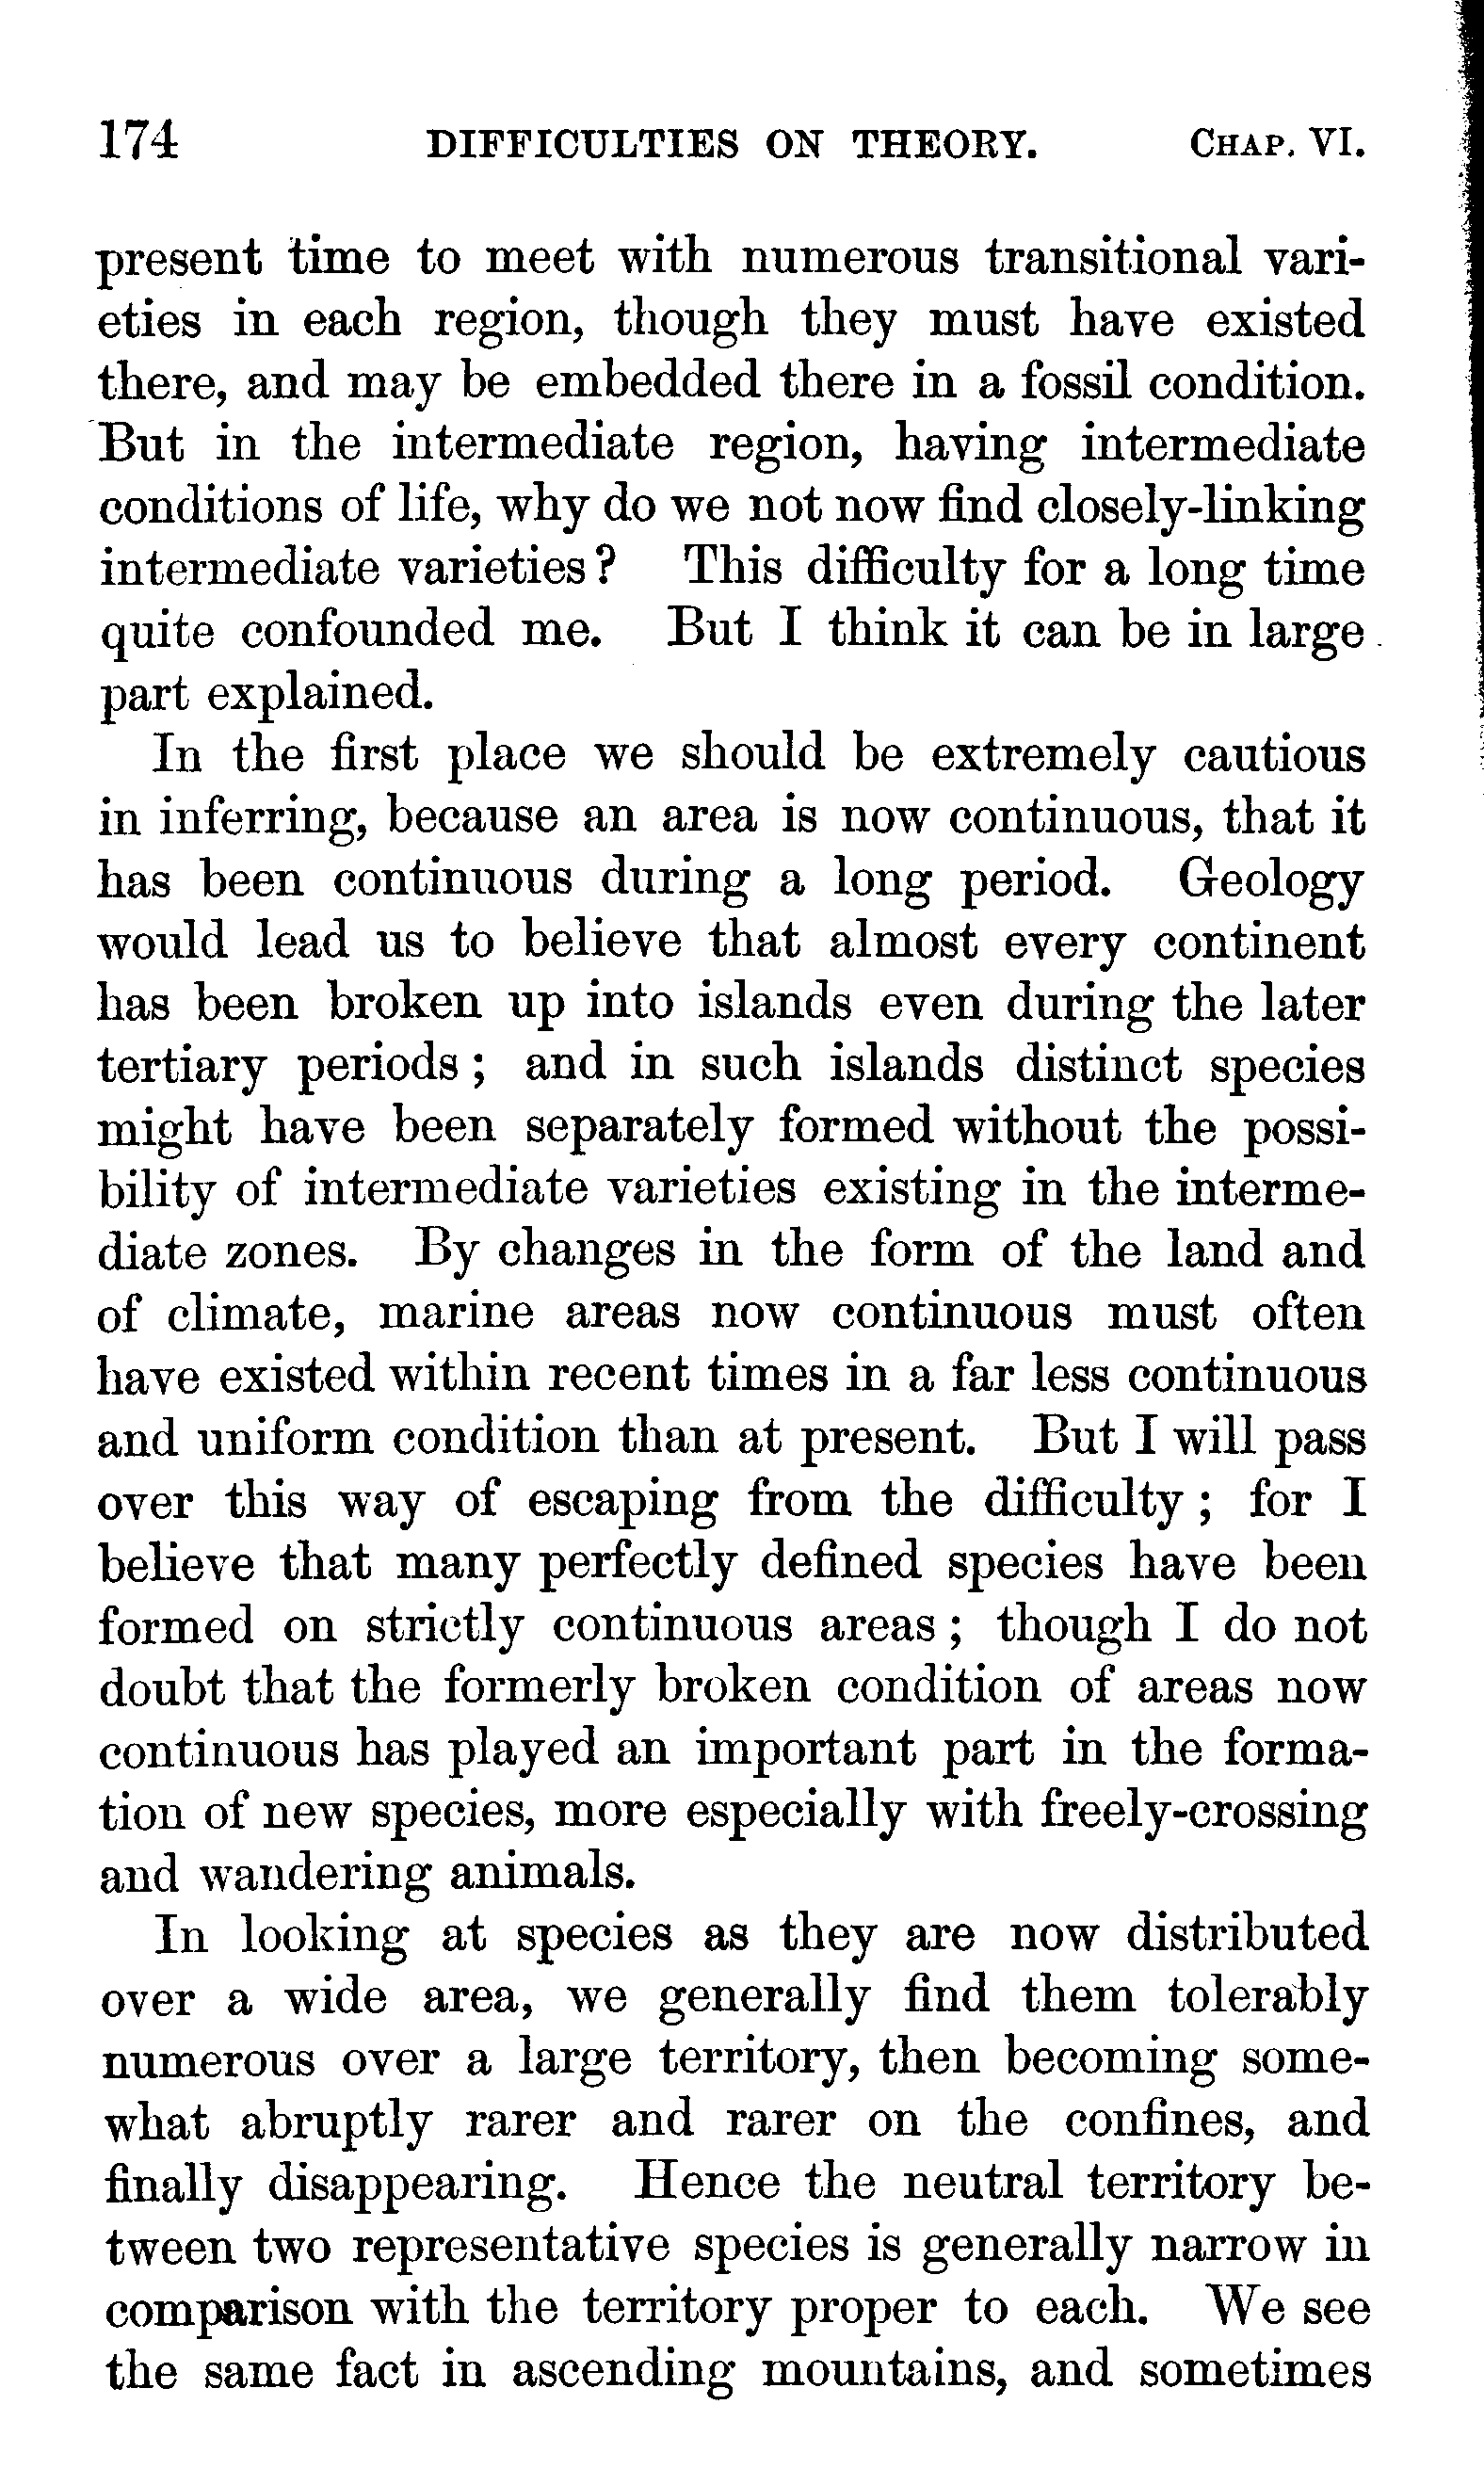 174 DIFFICULTIES ON THEORY. CHAP. VI.
present time to meet with numerous transitional vari-
eties in each region, though they must have existed
there, and may be embedded there in a fossil condition.
But in the intermediate region, having intermediate
conditions of life, why do we not now find closely-linking
intermediate varieties? This difficulty for a long time
quite confounded me. But I think it can be in large
part explained.
In the first place we should be extremely cautious
in inferring, because an area is now continuous, that it
has been continuous during a long period. Geology
would lead us to believe that almost every continent
has been broken up into islands even during the later
tertiary periods; and in such islands distinct species
might have been separately formed without the possi-
bility of intermediate varieties existing in the interme-
diate zones. By changes in the form of the land and
of climate, marine areas now continuous must often
have existed within recent times in a far less continuous
and uniform condition than at present. But I will pass
over this way of escaping from the difficulty; for I
believe that many perfectly defined species have been
formed on strictly continuous areas; though I do not
doubt that the formerly broken condition of areas now
continuous has played an important part in the forma-
tion of new species, more especially with freely-crossing
and wandering animals.
In looking at species as they are now distributed
over a wide area, we generally find them tolerably
numerous over a large territory, then becoming some-
what abruptly rarer and rarer on the confines, and
finally disappearing. Hence the neutral territory be-
tween two representative species is generally narrow in
comparison with the territory proper to each. We see
the same fact in ascending mountains, and sometimes